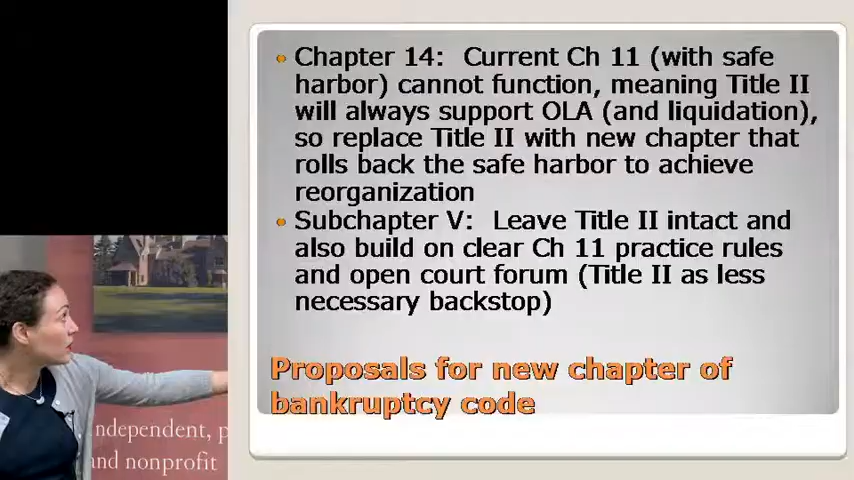 Chapter 14: Current Ch 11 (with safe
harbor) cannot function, meaning Title II
will always support OLA (and liquidation),
so replace Title II with new chapter that
rolls back the safe harbor to achieve
reorganization
Subchapter V: Leave Title II intact and
also build on clear Ch 11 practice rules
and open court forum (Title II as less
necessary backstop)
Proposals for new chapter of
bankruptcy code
ndependent, p
and nonprofit